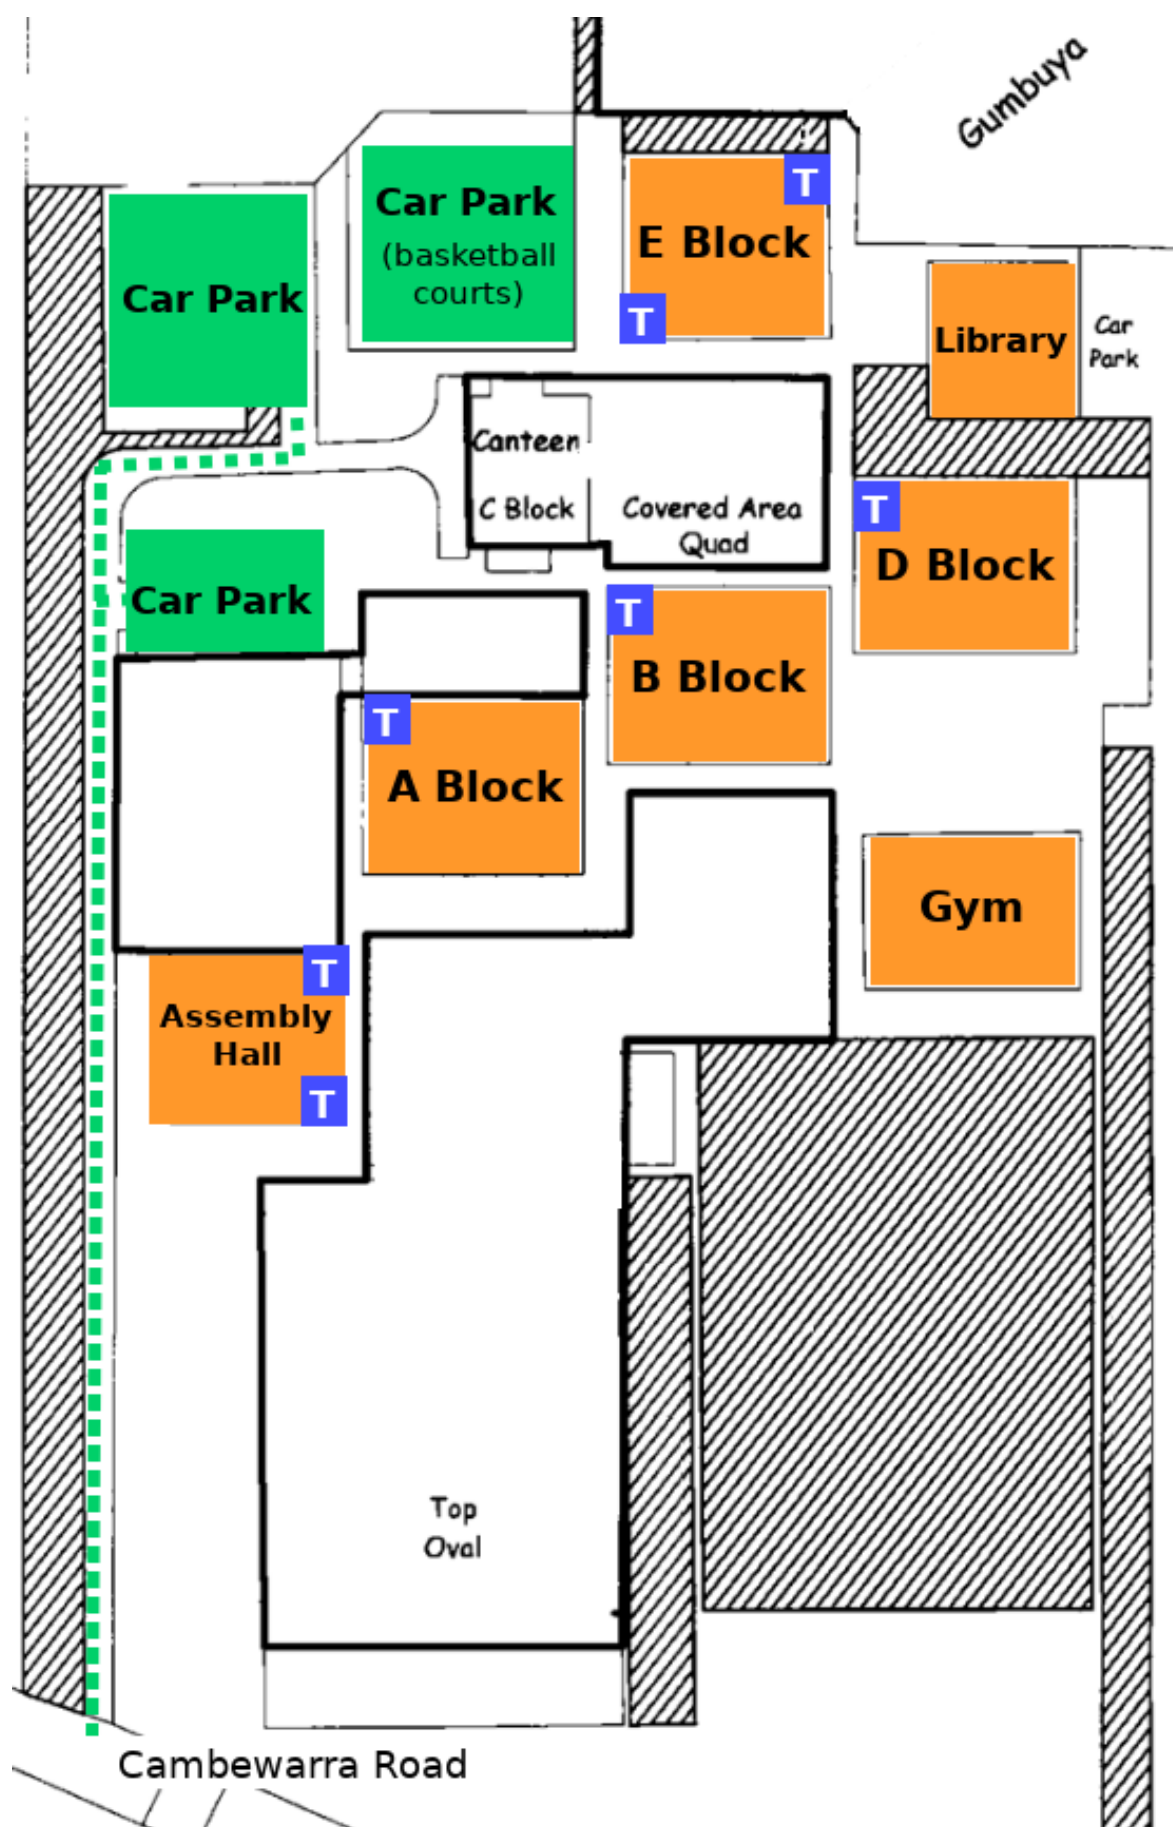 Gumbuya
T
Car Park
(basketball
courts)
E Block
Car Park
T
Library
Car
Park
Canteen
C Block
Covered Area
Quad
T
D Block
Car Park
T
B Block
T
A Block
Gym
T
Assembly
Hall
T
Top
Oval
Cambewarra Road